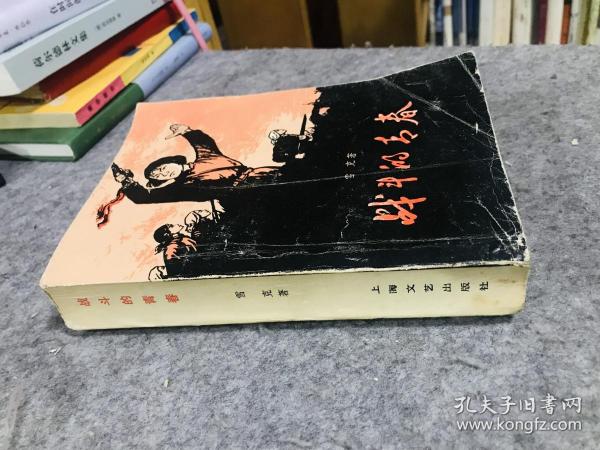 战斗的青春
雪克著
战斗的青春
雪克著
上海文艺出版社
孔夫子旧书网
www.kongfz.com